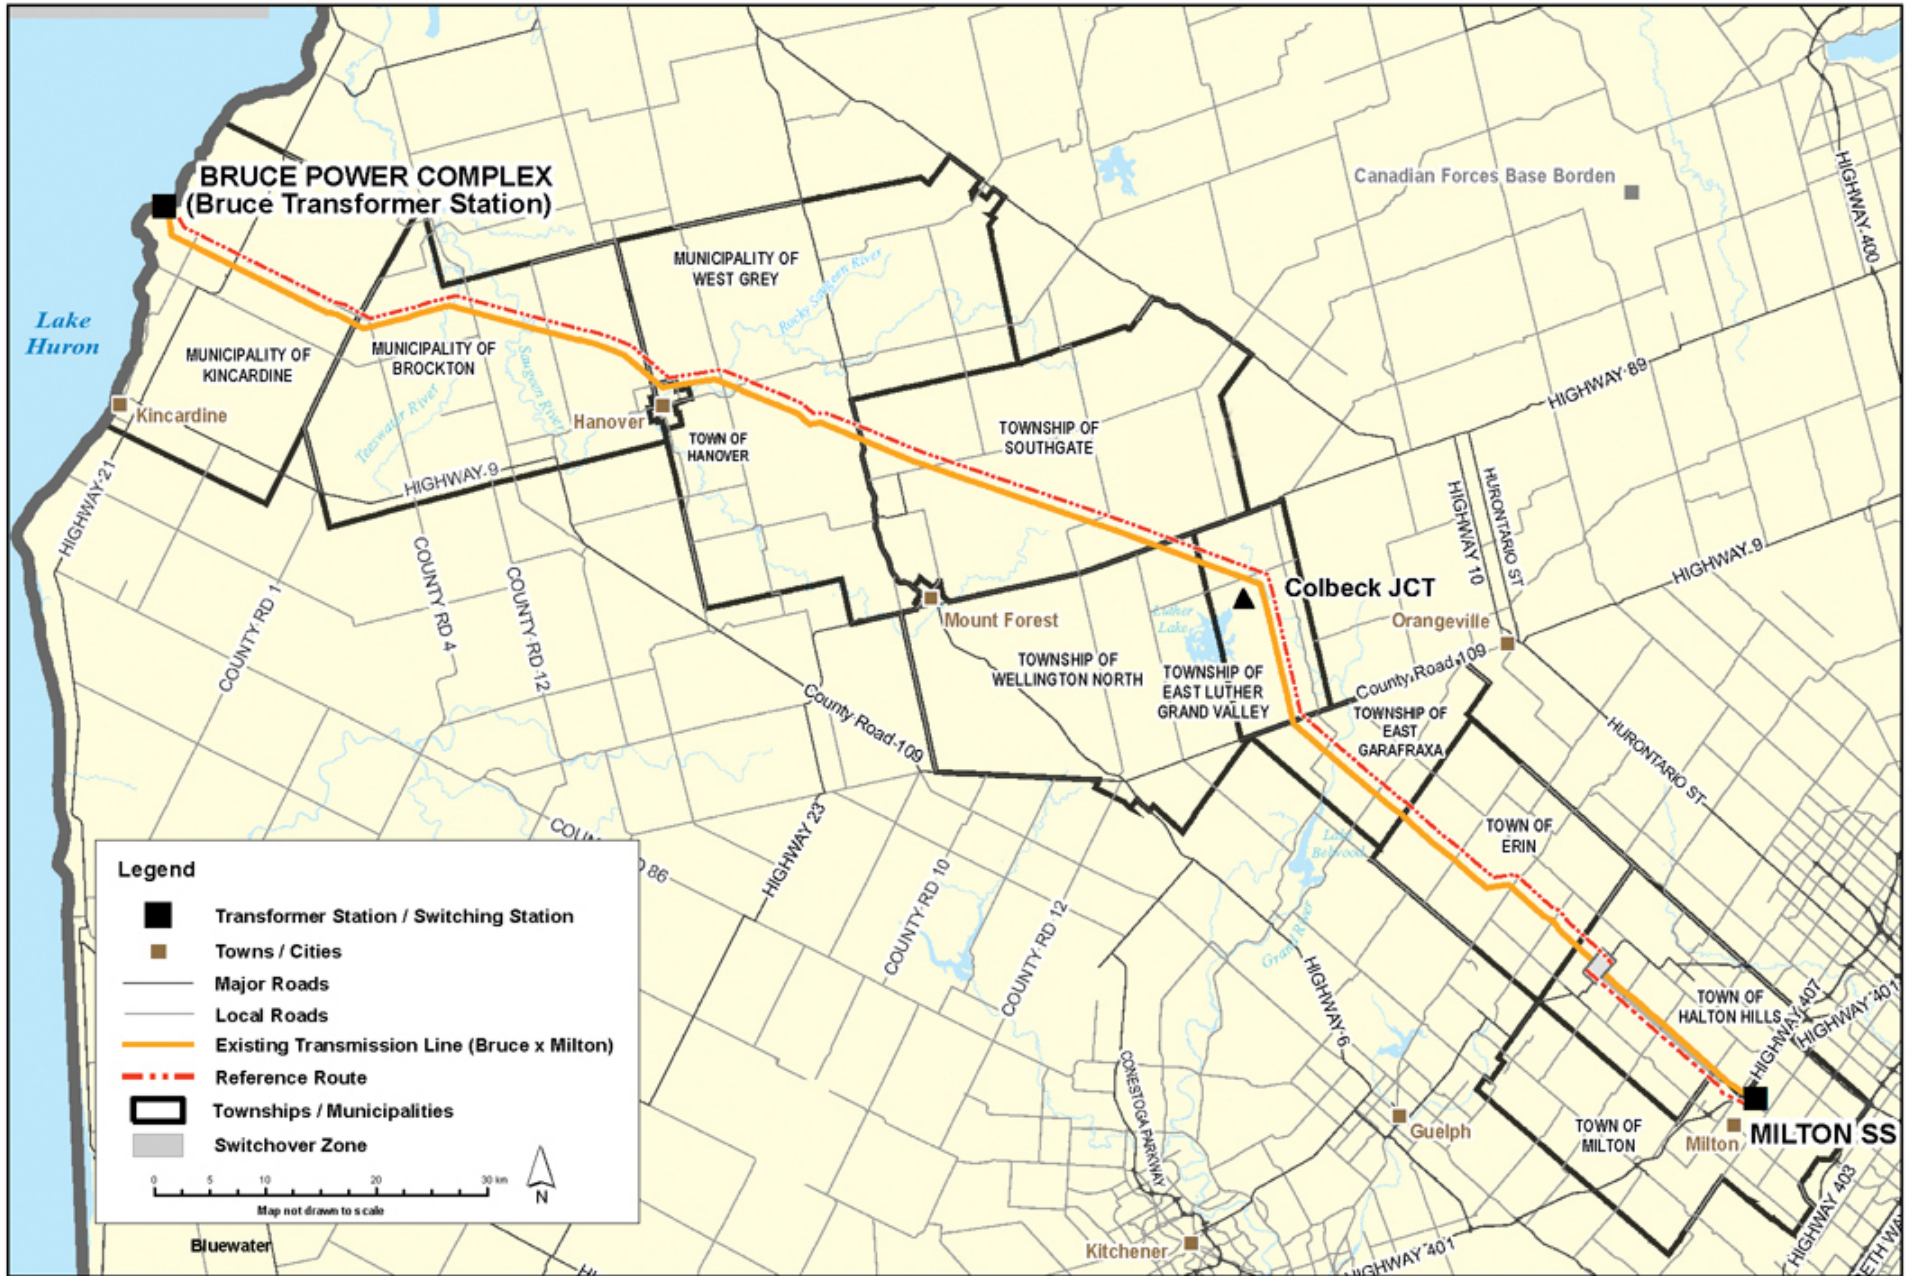 BRUCE POWER COMPLEX
(Bruce Transformer Station)
Canadian Forces Base Borden
HIGHWAY 400
MUNICIPALITY OF
WEST GREY
Rocky Saugeen River
Lake
Huron
MUNICIPALITY OF
KINCARDINE
MUNICIPALITY OF
BROCKTON
Saugeen River
Teeswater River
Kincardine
Hanover
TOWN OF
HANOVER
TOWNSHIP OF
SOUTHGATE
HIGHWAY 89
HIGHWAY 21
HIGHWAY 9
HIGHWAY 10
HURONTARIO ST
HIGHWAY 9
COUNTY RD 1
COUNTY RD 4
COUNTY RD 12
Colbeck JCT
Mount Forest
Luther
Lake
Orangeville
County Road 109
TOWNSHIP OF
WELLINGTON NORTH
TOWNSHIP OF
EAST LUTHER
GRAND VALLEY
TOWNSHIP OF
EAST
GARAFRAXA
County Road 109
HURONTARIO ST
HIGHWAY 23
86
COUNTY RD 10
COUNTY RD 12
Lake
Belwood
TOWN OF
ERIN
Grand River
HIGHWAY 6
TOWN OF
HALTON HILLS
HIGHWAY 407
HIGHWAY 401
CONESTOGA PARKWAY
Guelph
TOWN OF
MILTON
Milton
MILTON SS
HIGHWAY 403
Kitchener
HIGHWAY 401
Legend
Transformer Station / Switching Station
Towns / Cities
Major Roads
Local Roads
Existing Transmission Line (Bruce x Milton)
Reference Route
Townships / Municipalities
Switchover Zone
0 5 10 20 30 km
N
Map not drawn to scale
Bluewater